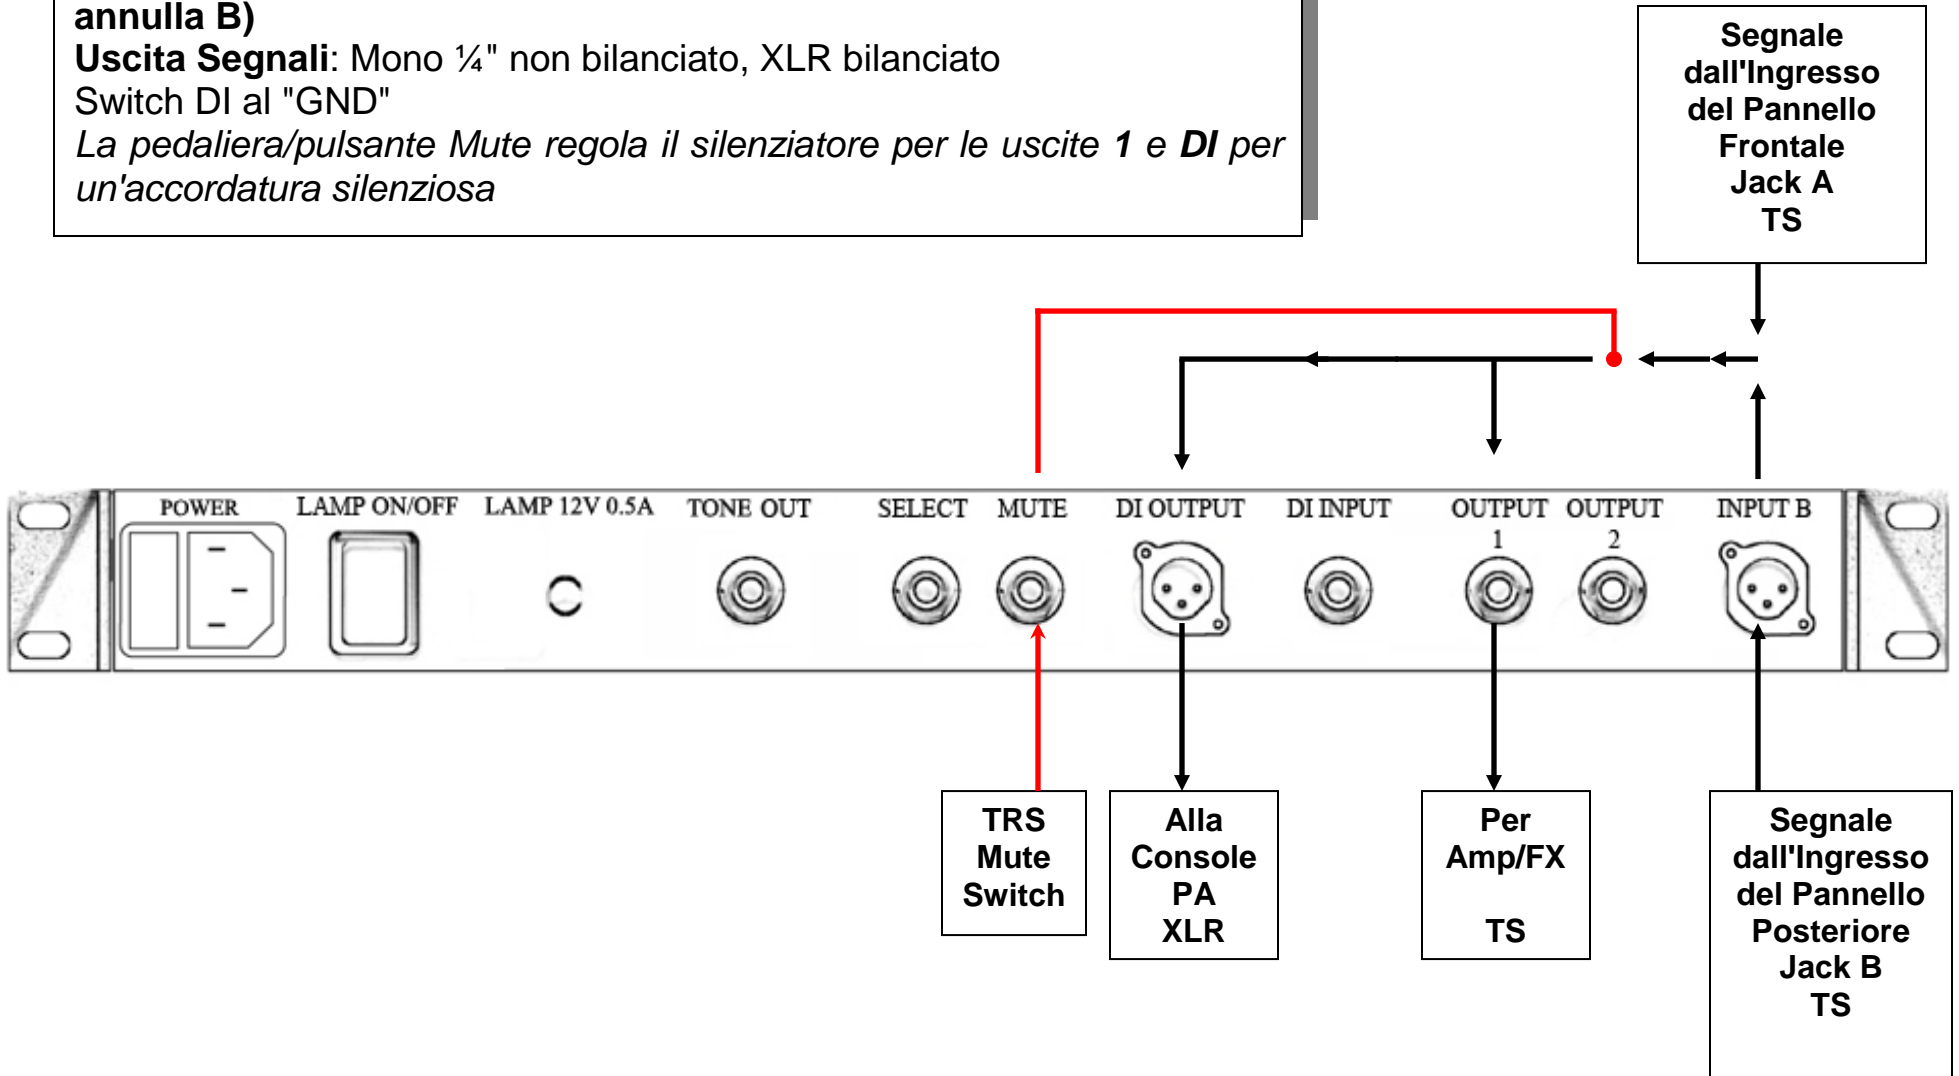 annulla B)
Uscita Segnali: Mono ¼" non bilanciato, XLR bilanciato
Switch DI al "GND"
La pedaliera/pulsante Mute regola il silenziatore per le uscite 1 e DI per
un'accordatura silenziosa
Segnale
dall'Ingresso
del Pannello
Frontale
Jack A
TS
POWER
LAMP ON/OFF
LAMP 12V 0.5A
TONE OUT
SELECT
MUTE
DI OUTPUT
DI INPUT
OUTPUT
1
OUTPUT
2
INPUT B
TRS
Mute
Switch
Alla
Console
PA
XLR
Per
Amp/FX
TS
Segnale
dall'Ingresso
del Pannello
Posteriore
Jack B
TS